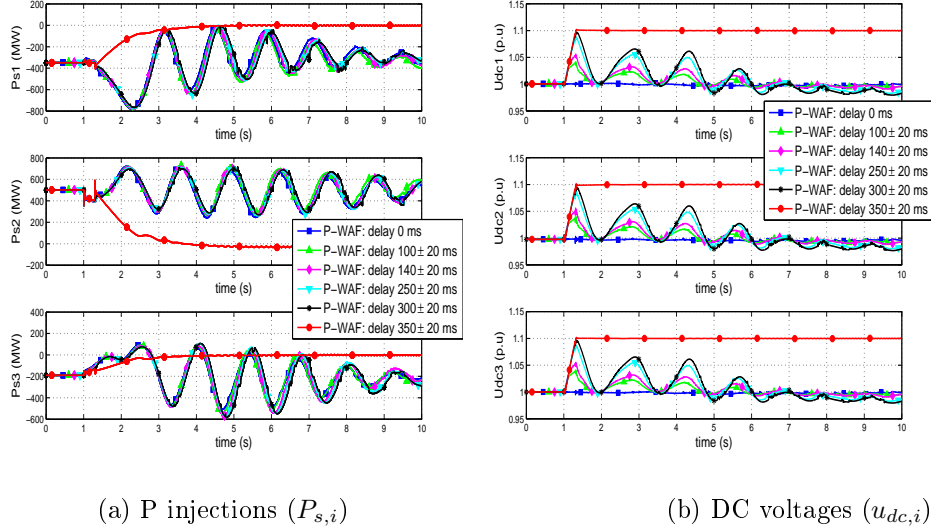 200
0
−200
−400
−600
−800
Ps1 (MW)
0 1 2 3 4 5 6 7 8 9 10
time (s)
800
600
400
200
0
−200
Ps2 (MW)
0 1 2 3 4 5 6 7 8 9 10
time (s)
P−WAF: delay 0 ms
P−WAF: delay 100± 20 ms
P−WAF: delay 140± 20 ms
P−WAF: delay 250± 20 ms
P−WAF: delay 300± 20 ms
P−WAF: delay 350± 20 ms
400
200
0
−200
−400
−600
Ps3 (MW)
0 1 2 3 4 5 6 7 8 9 10
time (s)
(a) P injections (P_{s,i})
1.15
1.1
1.05
1
0.95
Udc1 (p.u)
0 1 2 3 4 5 6 7 8 9 10
time (s)
P−WAF: delay 0 ms
P−WAF: delay 100± 20 ms
P−WAF: delay 140± 20 ms
P−WAF: delay 250± 20 ms
P−WAF: delay 300± 20 ms
P−WAF: delay 350± 20 ms
1.15
1.1
1.05
1
0.95
Udc2 (p.u)
0 1 2 3 4 5 6 7 8 9 10
time (s)
1.15
1.1
1.05
1
0.95
Udc3 (p.u)
0 1 2 3 4 5 6 7 8 9 10
time (s)
(b) DC voltages (u_{dc,i})